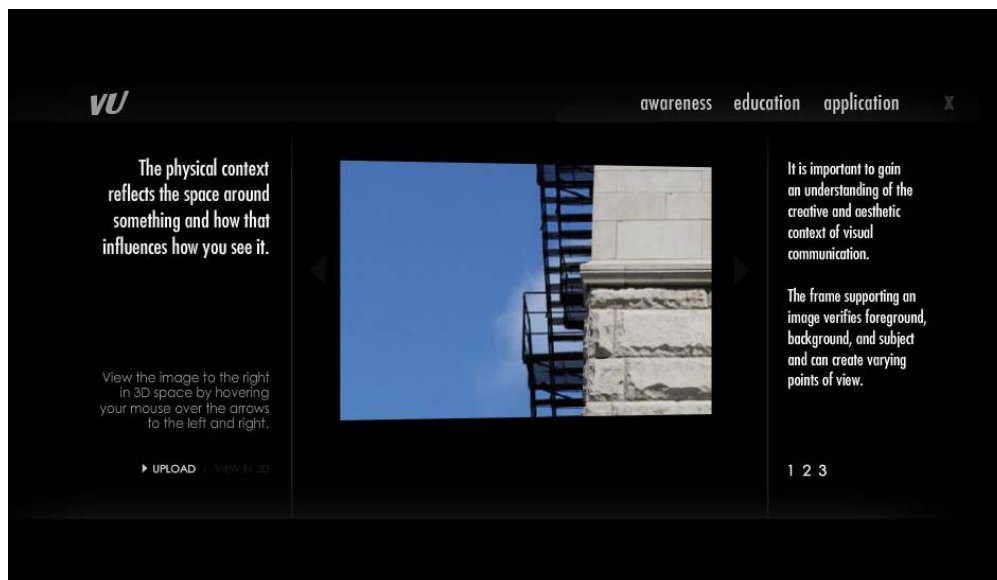 VU
awareness education application X
The physical context
reflects the space around
something and how that
influences how you see it.
View the image to the right
in 3D space by hovering
your mouse over the arrows
to the left and right.
UPLOAD | VIEW IN 3D
It is important to gain
an understanding of the
creative and aesthetic
context of visual
communication.
The frame supporting an
image verifies foreground,
background, and subject
and can create varying
points of view.
1 2 3